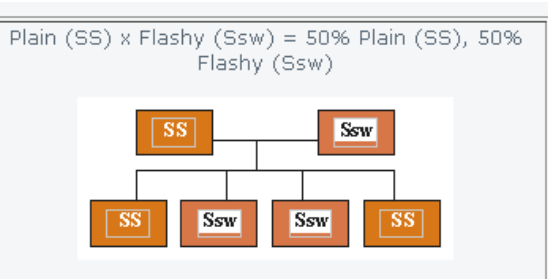 Plain (SS) x Flashy (Ssw) = 50% Plain (SS), 50%
Flashy (Ssw)
SS Ssw
SS Ssw Ssw SS